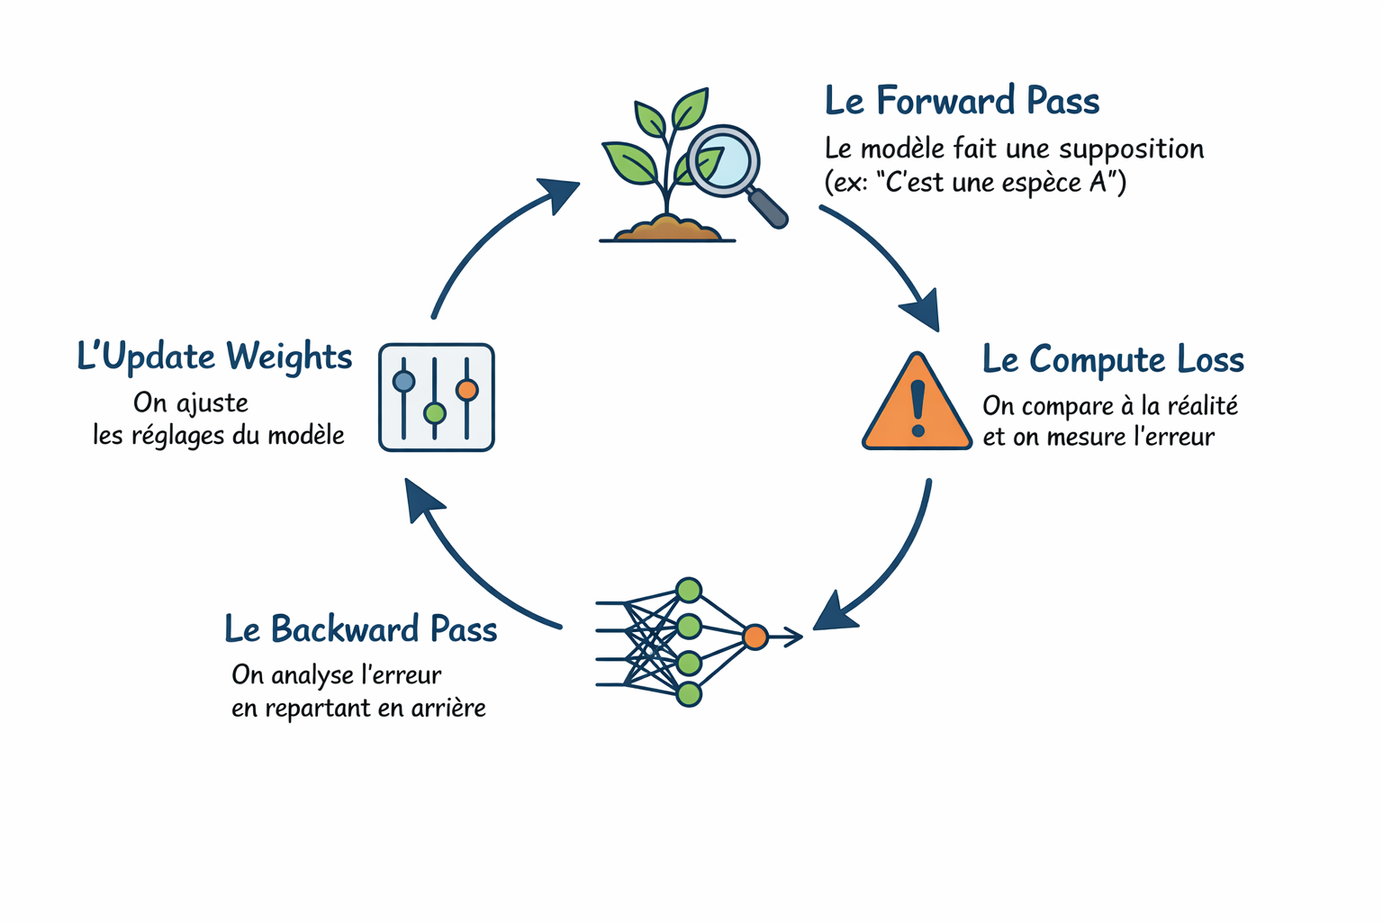 Le Forward Pass
Le modèle fait une supposition
(ex: “C’est une espèce A”)
Le Compute Loss
On compare à la réalité
et on mesure l’erreur
L’Update Weights
On ajuste
les réglages du modèle
Le Backward Pass
On analyse l’erreur
en repartant en arrière